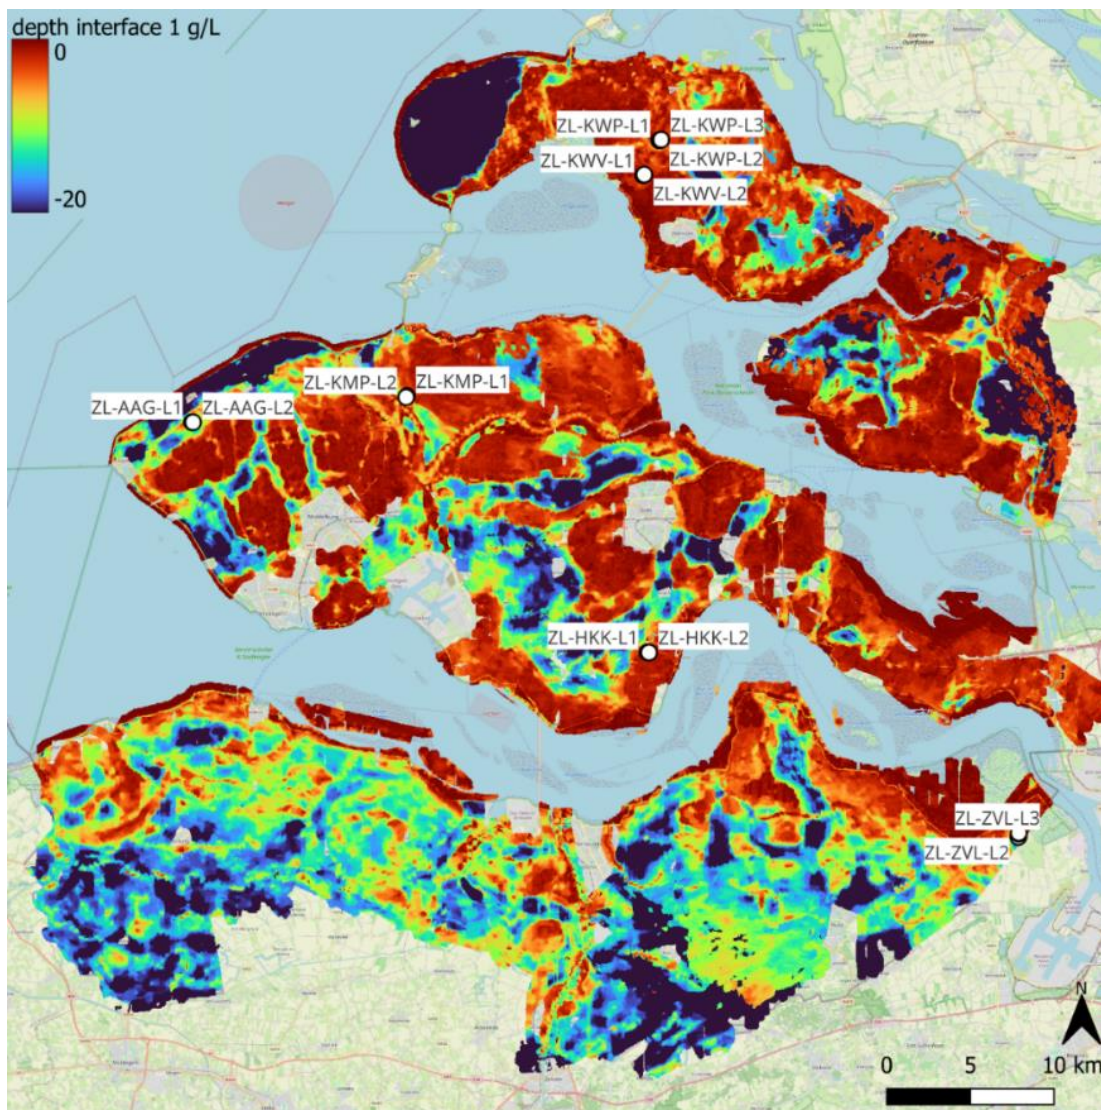 depth interface 1 g/L
0
-20
ZL-KWP-L1
ZL-KWP-L3
ZL-KWV-L1
ZL-KWP-L2
ZL-KWV-L2
ZL-KMP-L2
ZL-KMP-L1
ZL-AAG-L1
ZL-AAG-L2
ZL-HKK-L1
ZL-HKK-L2
ZL-ZVL-L3
ZL-ZVL-L2
N
0 5 10 km